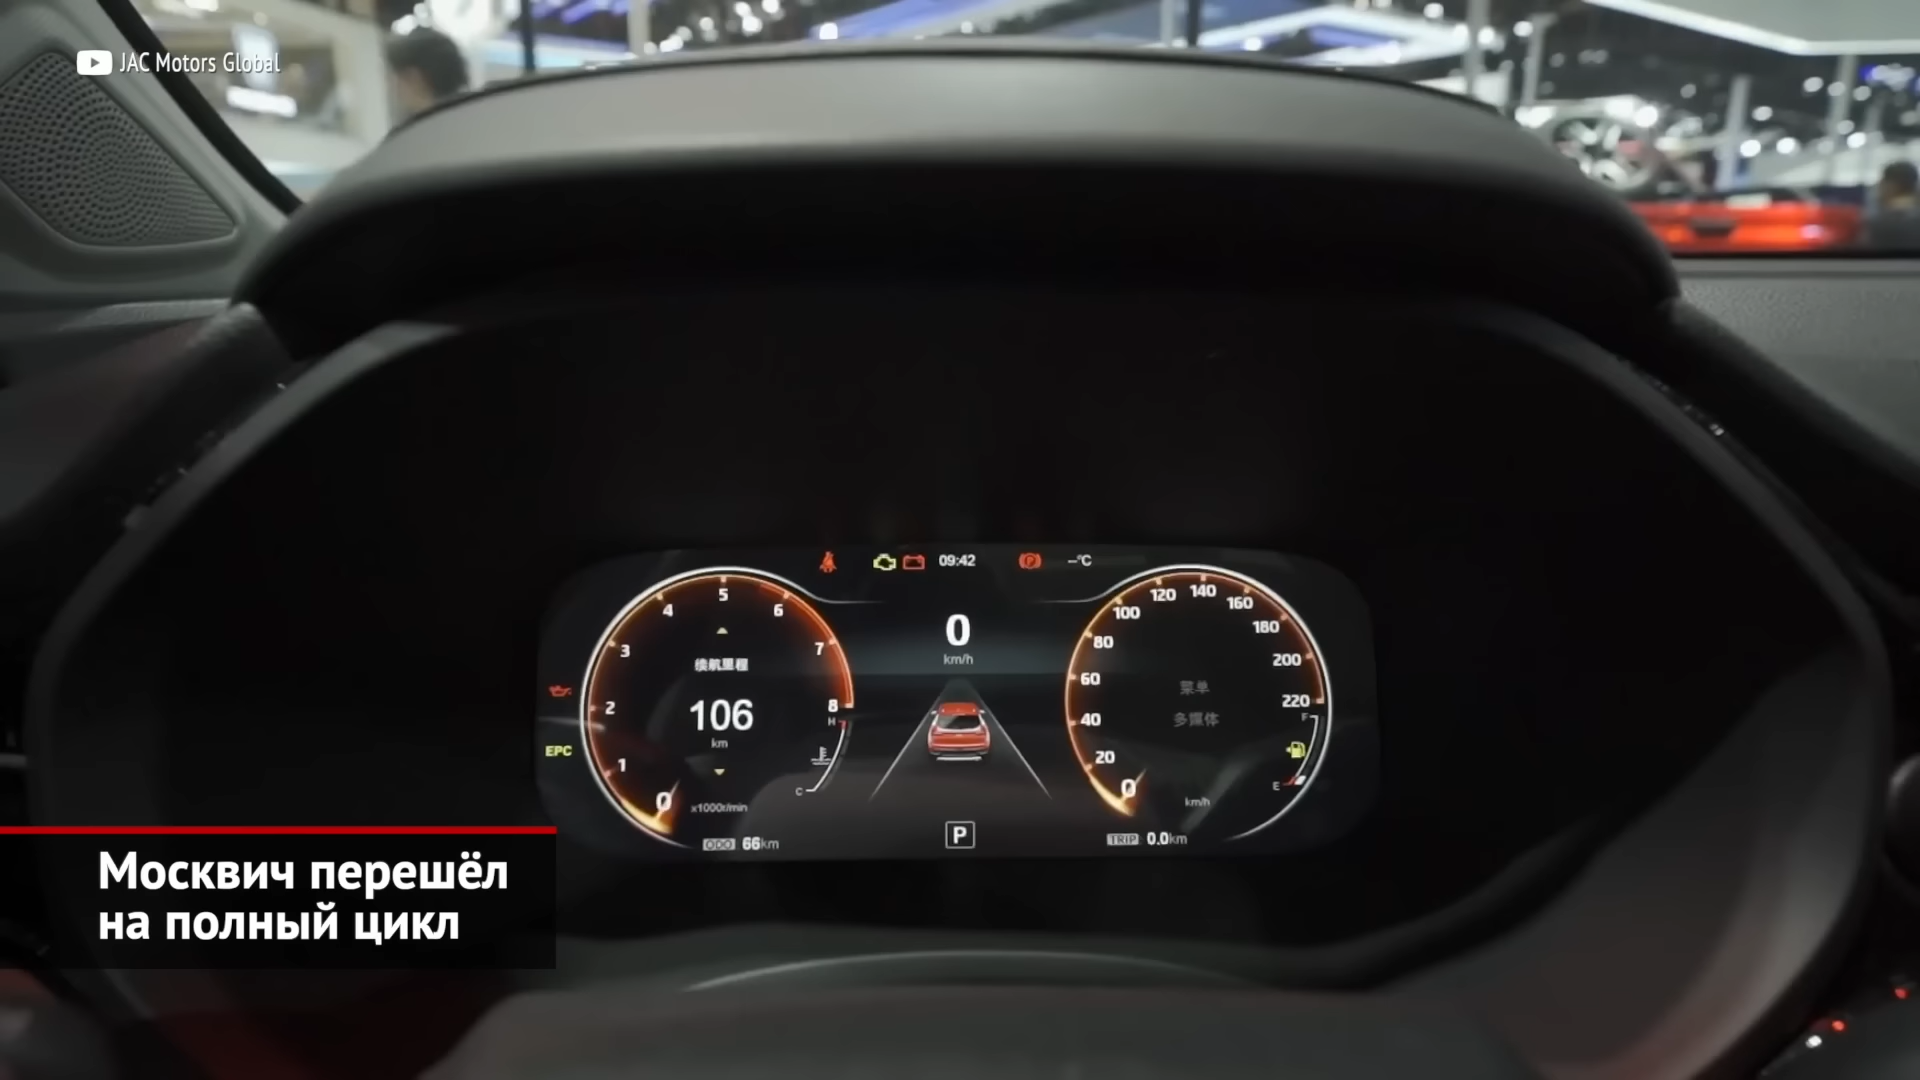 JAC Motors Global
09:42
--°C
0
km/h
续航里程
106
km
0
1
2
3
4
5
6
7
8
x1000r/min
H
C
EPC
ODO 66km
P
0
20
40
60
80
100
120
140
160
180
200
220
菜单
多媒体
km/h
F
E
TRIP 0.0km
Москвич перешёл
на полный цикл